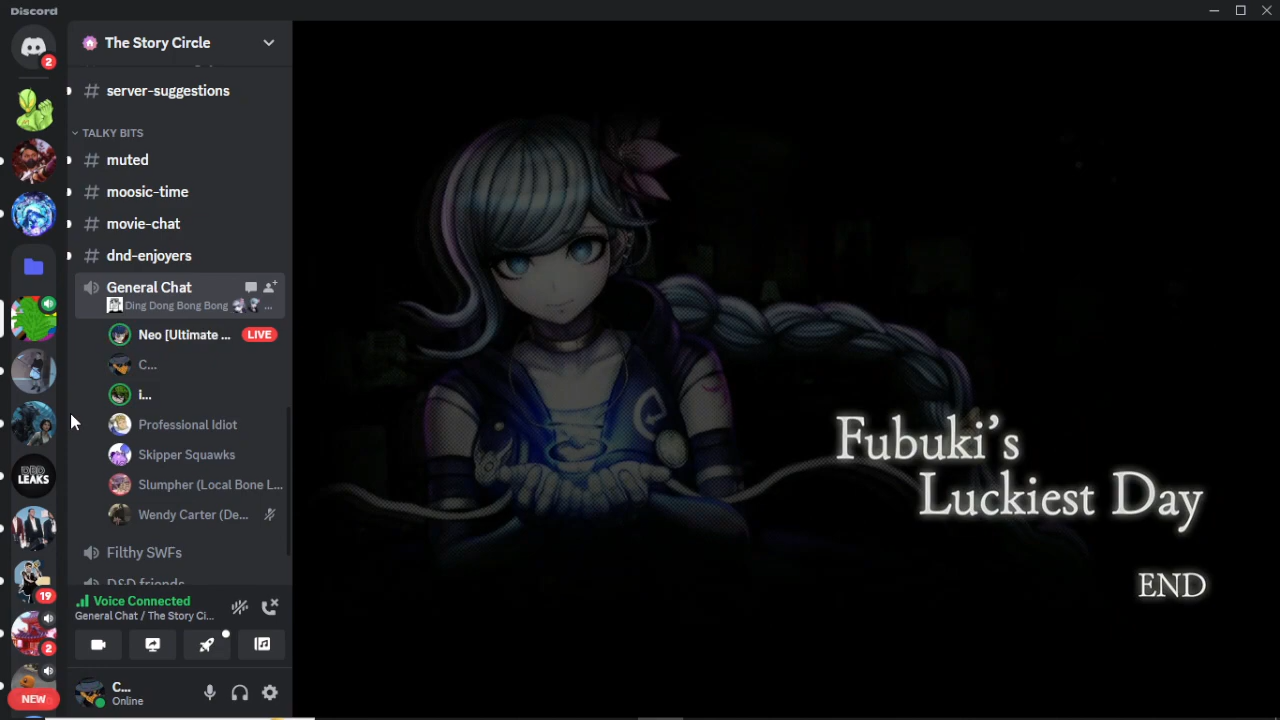 Discord
The Story Circle
2
server-suggestions
TALKY BITS
muted
moosic-time
movie-chat
dnd-enjoyers
General Chat
Ding Dong Bong Bong ...
Neo [Ultimate ... LIVE
C...
i...
Professional Idiot
Skipper Squawks
Slumpher (Local Bone L...
Wendy Carter (De...
Filthy SWFs
D&D friends
DBD
LEAKS
19
2
NEW
Voice Connected
General Chat / The Story Ci...
C...
Online
Fubuki's
Luckiest Day
END